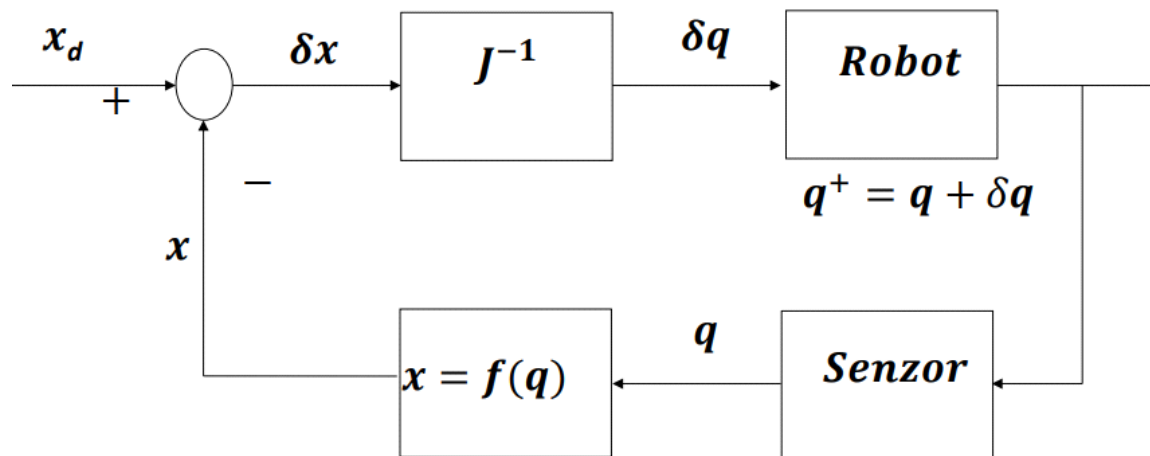 x_d
+
δx
J⁻¹
δq
Robot
q⁺ = q + δq
−
x
x = f(q)
q
Senzor